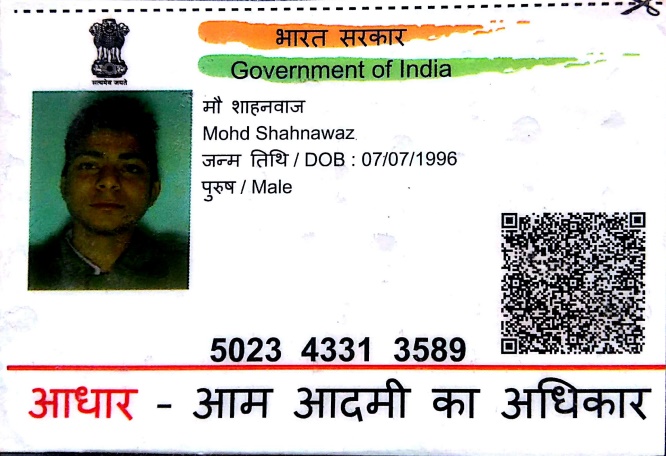 सत्यमेव जयते
भारत सरकार
Government of India
मौ शाहनवाज
Mohd Shahnawaz
जन्म तिथि / DOB : 07/07/1996
पुरुष / Male
5023 4331 3589
आधार - आम आदमी का अधिकार